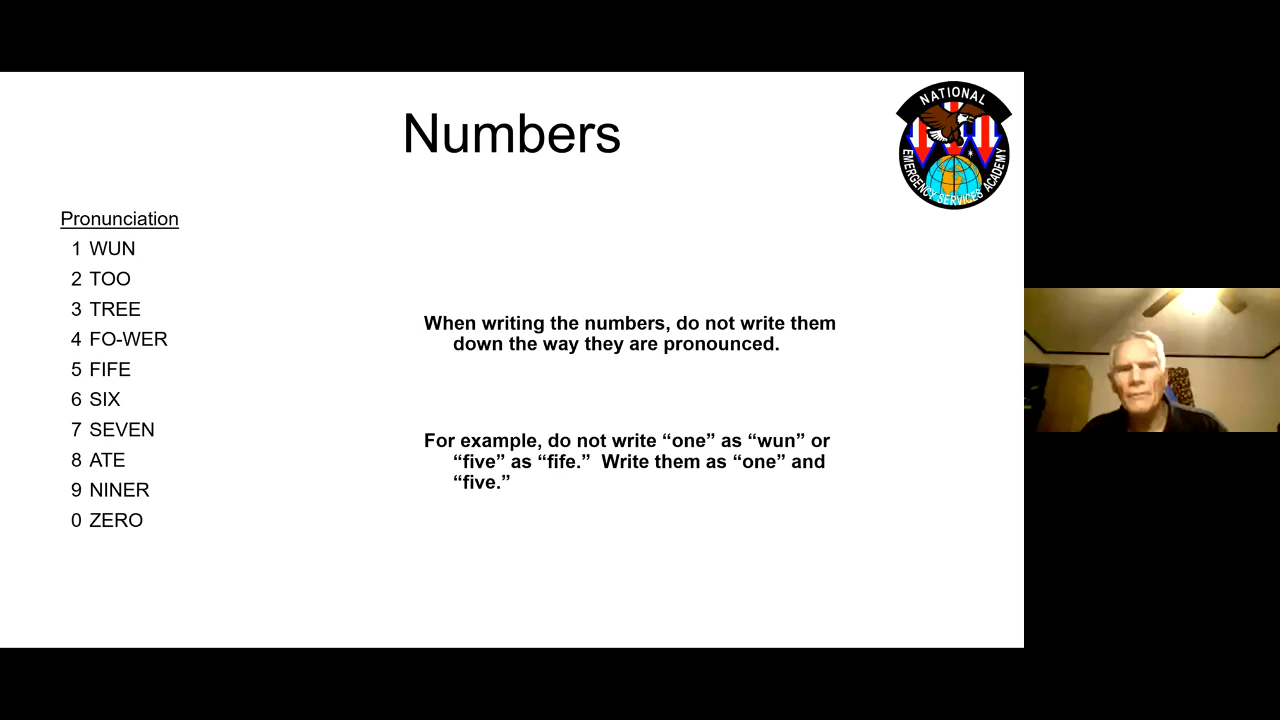 Numbers
NATIONAL
EMERGENCY SERVICES ACADEMY
Pronunciation
1 WUN
2 TOO
3 TREE
4 FO-WER
5 FIFE
6 SIX
7 SEVEN
8 ATE
9 NINER
0 ZERO
When writing the numbers, do not write them
down the way they are pronounced.
For example, do not write “one” as “wun” or
“five” as “fife.”  Write them as “one” and
“five.”